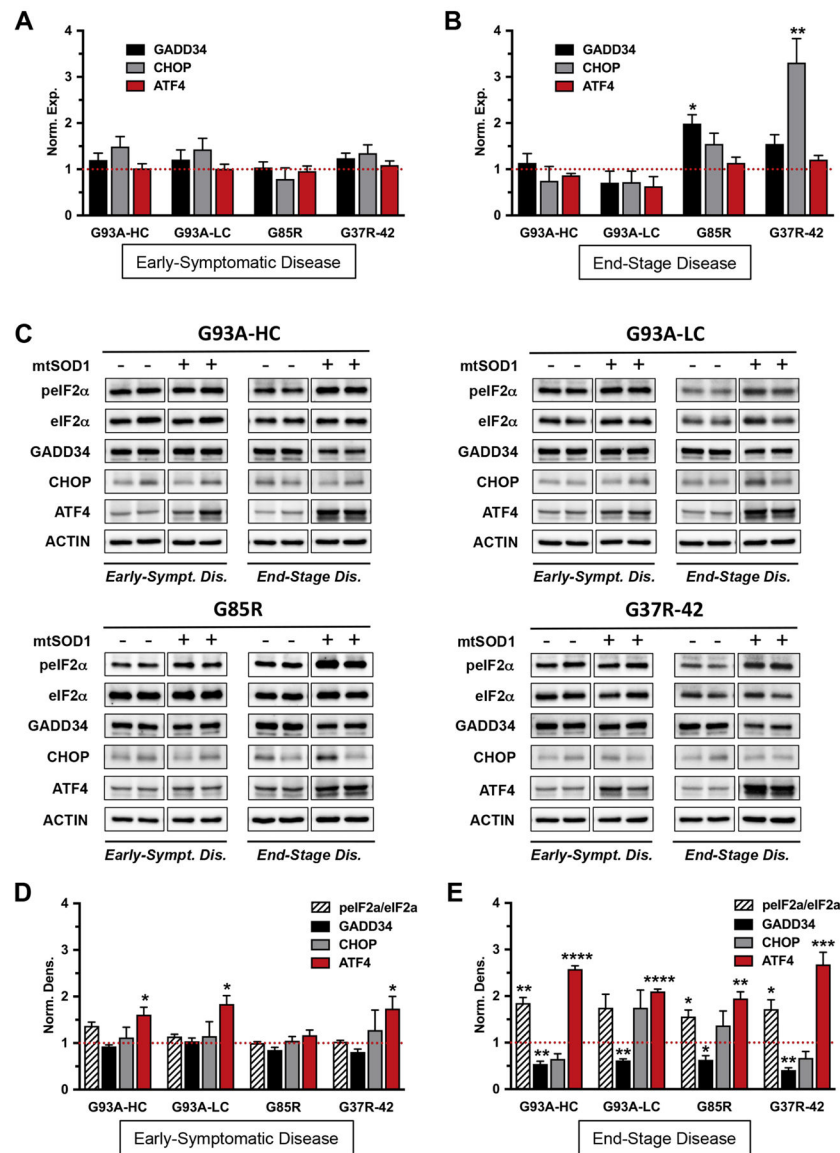 A
Norm. Exp.
4
3
2
1
0
GADD34
CHOP
ATF4
G93A-HC G93A-LC G85R G37R-42
Early-Symptomatic Disease
B
Norm. Exp.
4
3
2
1
0
GADD34
CHOP
ATF4
*
**
G93A-HC G93A-LC G85R G37R-42
End-Stage Disease
C
G93A-HC
mtSOD1 - - + + - - + +
peIF2α
eIF2α
GADD34
CHOP
ATF4
ACTIN
Early-Sympt. Dis. End-Stage Dis.
G93A-LC
mtSOD1 - - + + - - + +
peIF2α
eIF2α
GADD34
CHOP
ATF4
ACTIN
Early-Sympt. Dis. End-Stage Dis.
G85R
mtSOD1 - - + + - - + +
peIF2α
eIF2α
GADD34
CHOP
ATF4
ACTIN
Early-Sympt. Dis. End-Stage Dis.
G37R-42
mtSOD1 - - + + - - + +
peIF2α
eIF2α
GADD34
CHOP
ATF4
ACTIN
Early-Sympt. Dis. End-Stage Dis.
D
Norm. Dens.
4
3
2
1
0
peIF2a/eIF2a
GADD34
CHOP
ATF4
* * *
G93A-HC G93A-LC G85R G37R-42
Early-Symptomatic Disease
E
Norm. Dens.
4
3
2
1
0
peIF2a/eIF2a
GADD34
CHOP
ATF4
** ** **** ** **** * * ** * ** ***
G93A-HC G93A-LC G85R G37R-42
End-Stage Disease